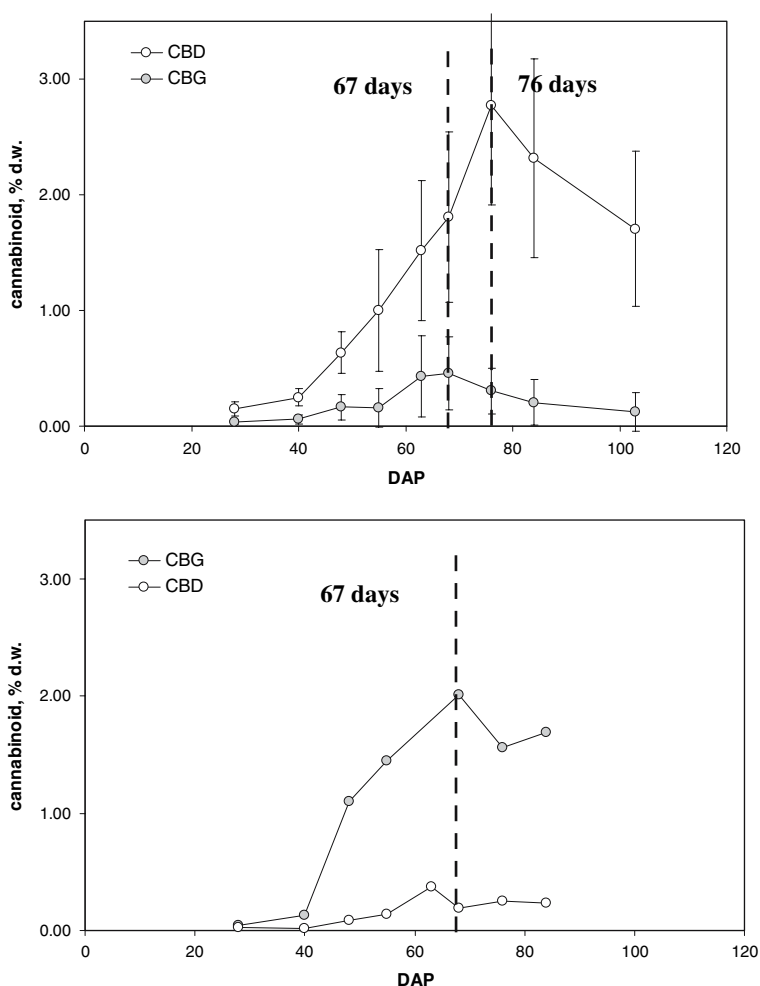 CBD
CBG
67 days
76 days
3.00
2.00
1.00
0.00
cannabinoid, % d.w.
0 20 40 60 80 100 120
DAP
CBG
CBD
67 days
3.00
2.00
1.00
0.00
cannabinoid, % d.w.
0 20 40 60 80 100 120
DAP